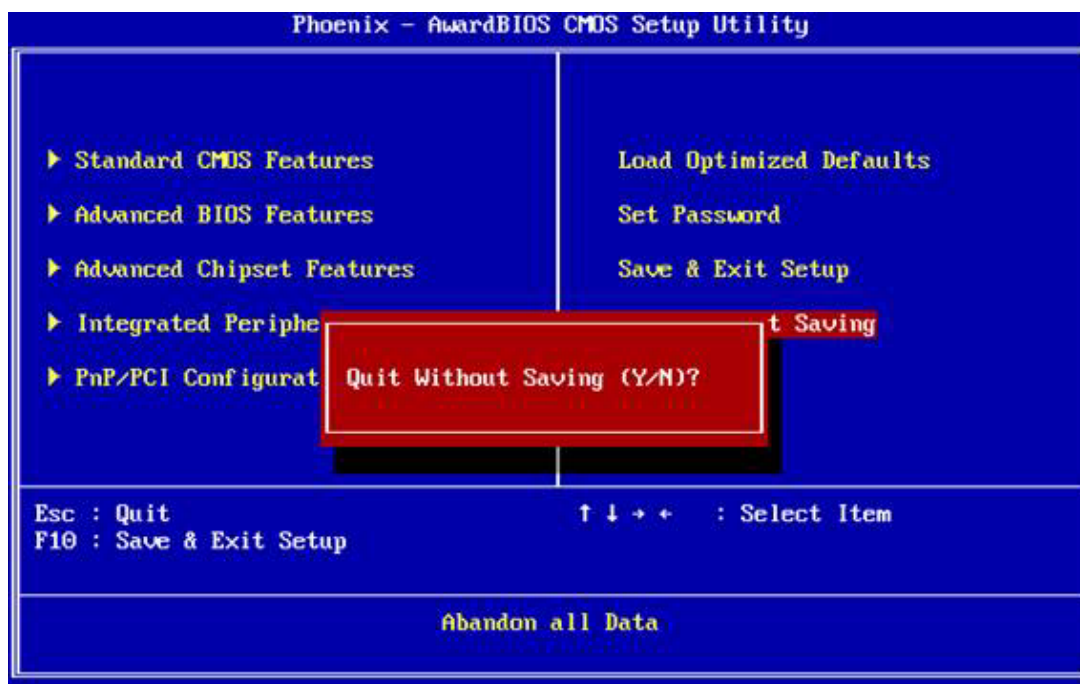 Phoenix - AwardBIOS CMOS Setup Utility
▶ Standard CMOS Features
▶ Advanced BIOS Features
▶ Advanced Chipset Features
▶ Integrated Periphe
▶ PnP/PCI Configurat
Load Optimized Defaults
Set Password
Save & Exit Setup
t Saving
Quit Without Saving (Y/N)?
Esc : Quit
F10 : Save & Exit Setup
↑ ↓ → ← : Select Item
Abandon all Data